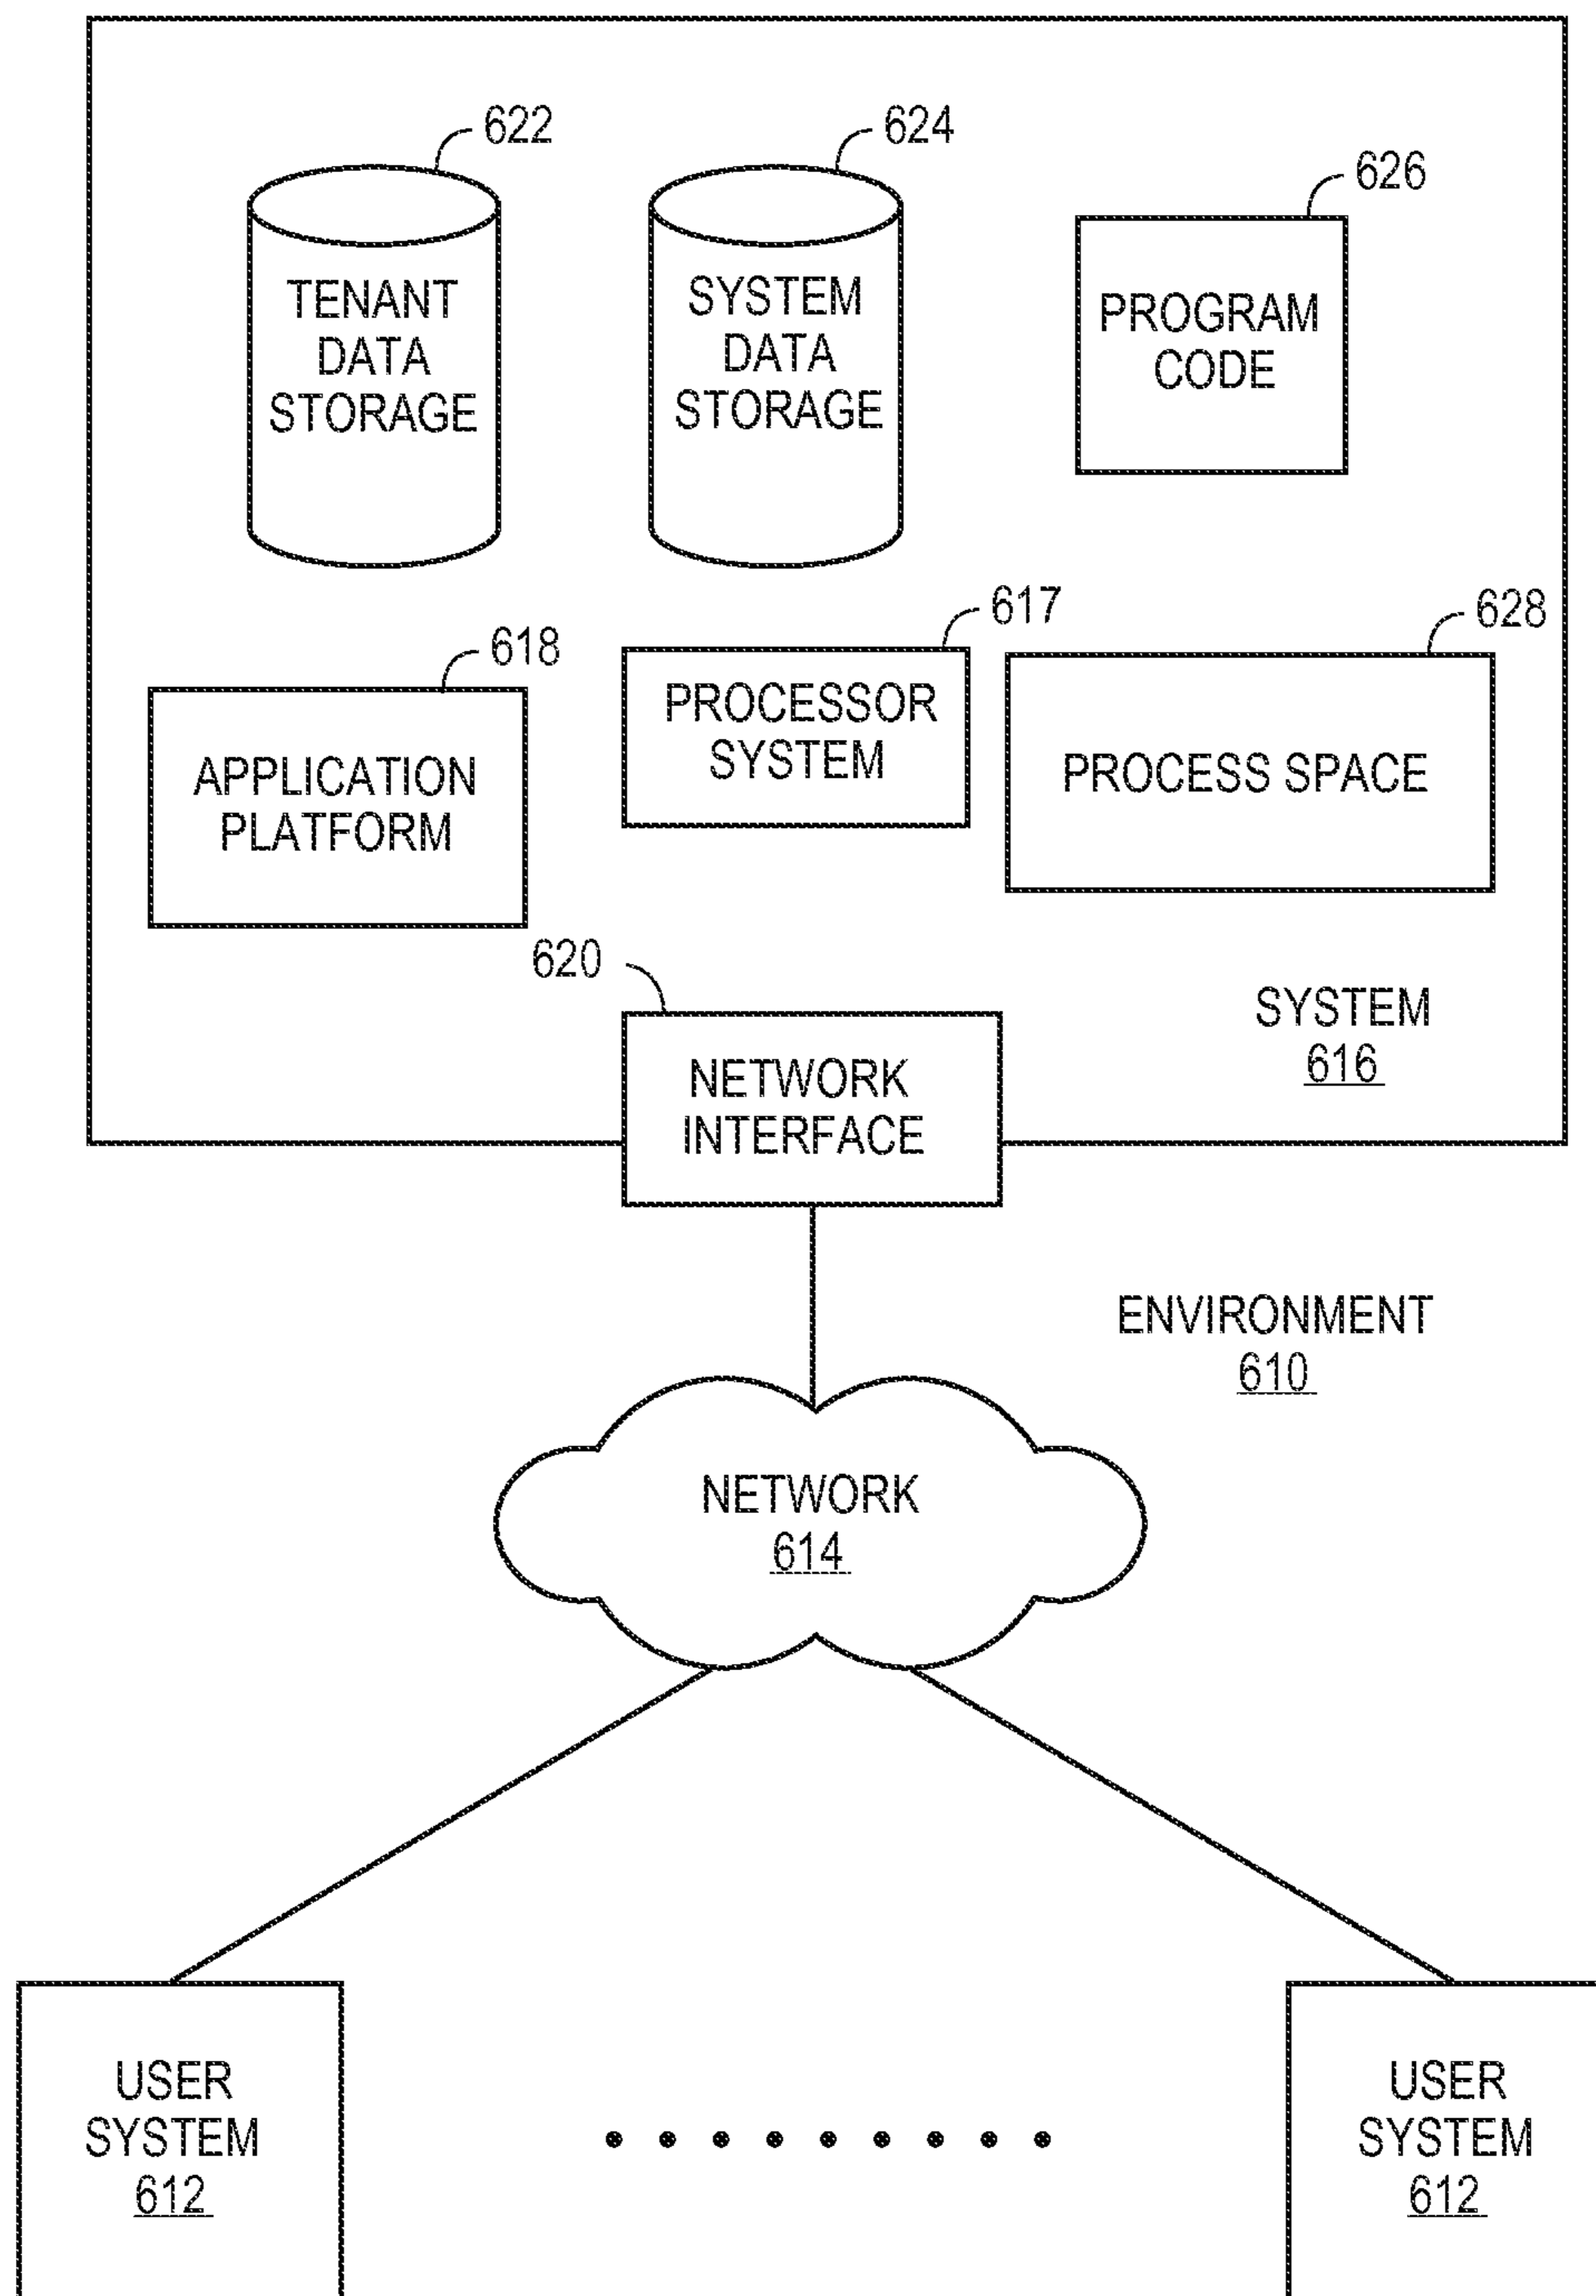 622
624
626
TENANT
DATA
STORAGE
SYSTEM
DATA
STORAGE
PROGRAM
CODE
618
617
628
APPLICATION
PLATFORM
PROCESSOR
SYSTEM
PROCESS SPACE
620
NETWORK
INTERFACE
SYSTEM
616
ENVIRONMENT
610
NETWORK
614
USER
SYSTEM
612
USER
SYSTEM
612